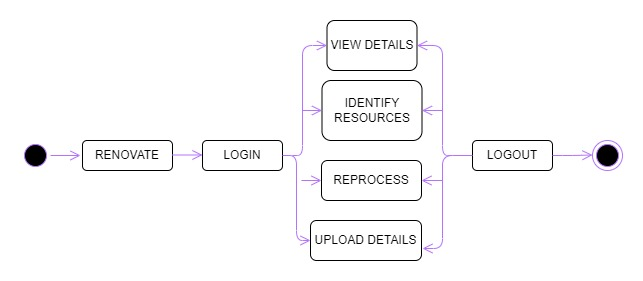 VIEW DETAILS
IDENTIFY
RESOURCES
RENOVATE
LOGIN
LOGOUT
REPROCESS
UPLOAD DETAILS